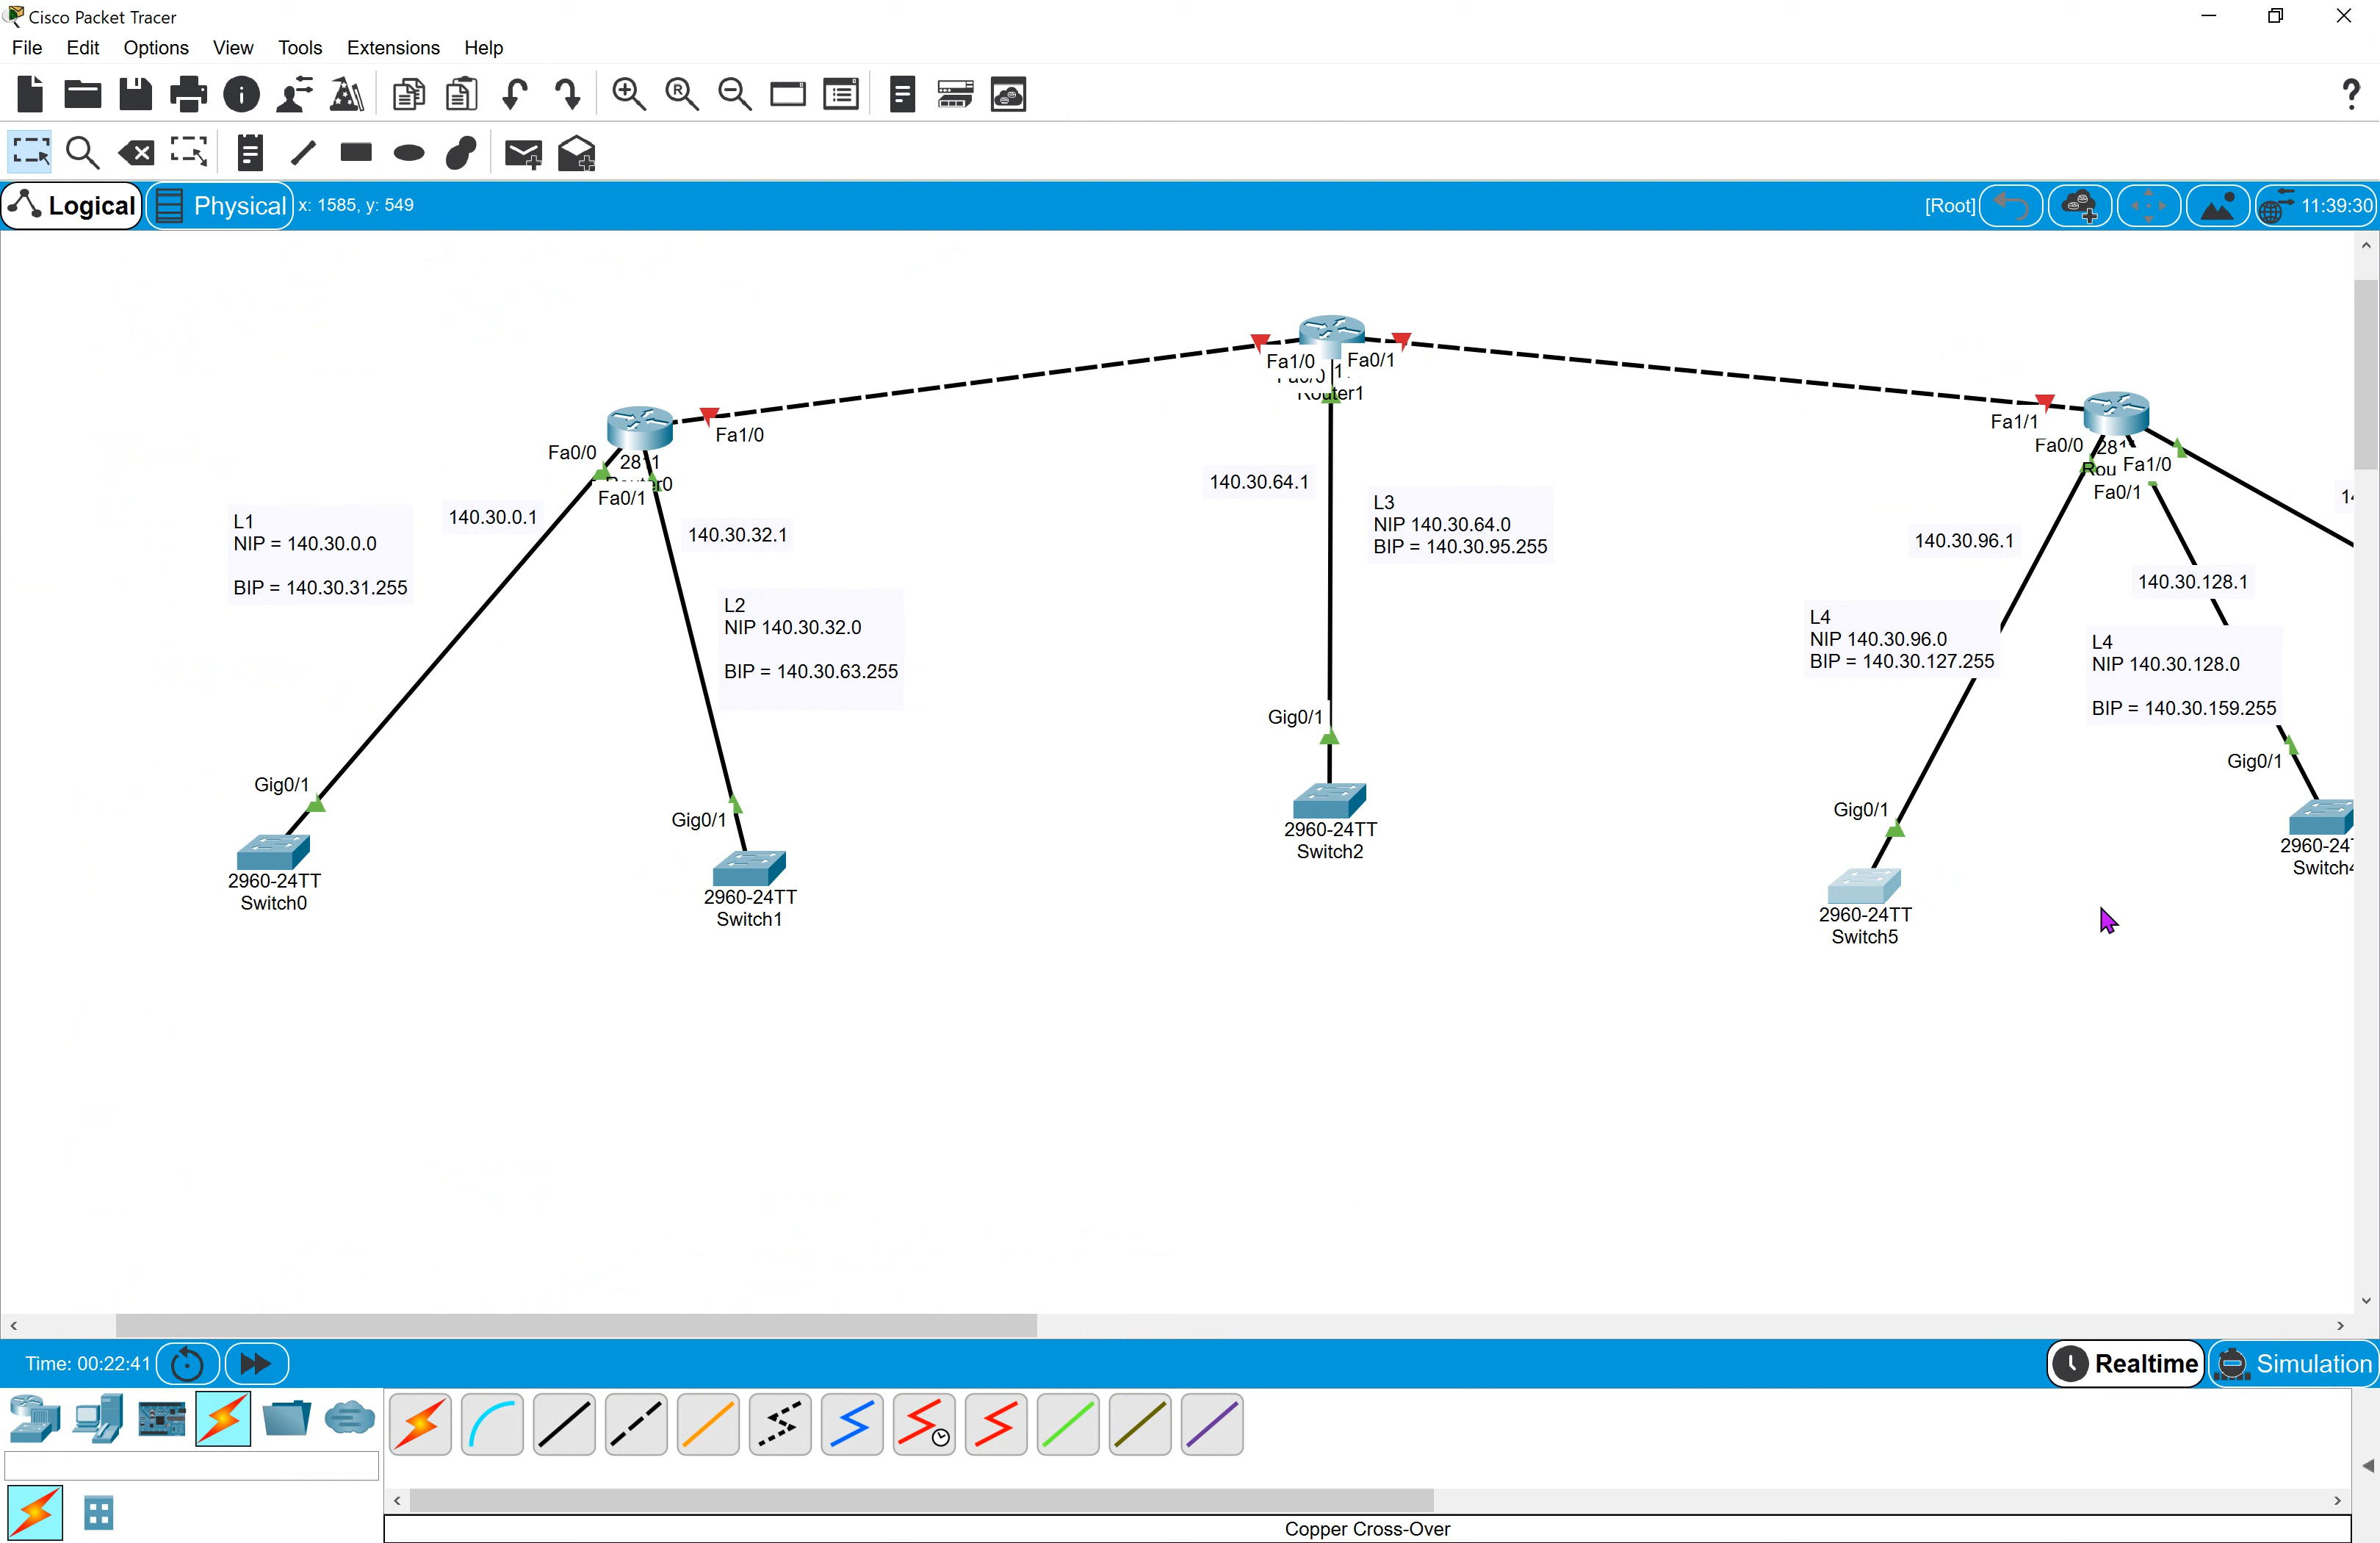 Cisco Packet Tracer
File Edit Options View Tools Extensions Help
Logical Physical x: 1585, y: 549 [Root] 11:39:30
Fa1/0 Fa0/1
Router1
Fa1/0
Fa0/0
2811
Fa0/1
Fa1/1
Fa0/0 281
Rou Fa1/0
Fa0/1
140.30.0.1
140.30.32.1
140.30.64.1
140.30.96.1
140.30.128.1
L1
NIP = 140.30.0.0
BIP = 140.30.31.255
L2
NIP 140.30.32.0
BIP = 140.30.63.255
L3
NIP 140.30.64.0
BIP = 140.30.95.255
L4
NIP 140.30.96.0
BIP = 140.30.127.255
L4
NIP 140.30.128.0
BIP = 140.30.159.255
Gig0/1
2960-24TT
Switch0
Gig0/1
2960-24TT
Switch1
Gig0/1
2960-24TT
Switch2
Gig0/1
2960-24TT
Switch5
Gig0/1
2960-24T
Switch4
Time: 00:22:41 Realtime Simulation
Copper Cross-Over